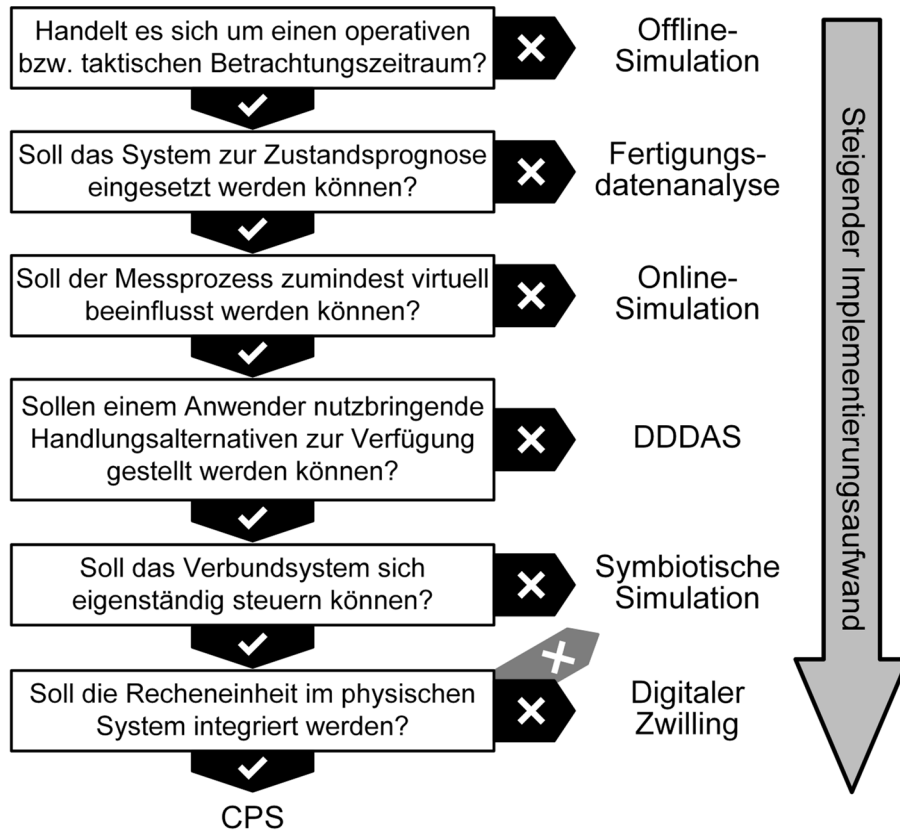 Handelt es sich um einen operativen
bzw. taktischen Betrachtungszeitraum?
Offline-
Simulation
Soll das System zur Zustandsprognose
eingesetzt werden können?
Fertigungs-
datenanalyse
Soll der Messprozess zumindest virtuell
beeinflusst werden können?
Online-
Simulation
Sollen einem Anwender nutzbringende
Handlungsalternativen zur Verfügung
gestellt werden können?
DDDAS
Soll das Verbundsystem sich
eigenständig steuern können?
Symbiotische
Simulation
Soll die Recheneinheit im physischen
System integriert werden?
Digitaler
Zwilling
CPS
Steigender Implementierungsaufwand